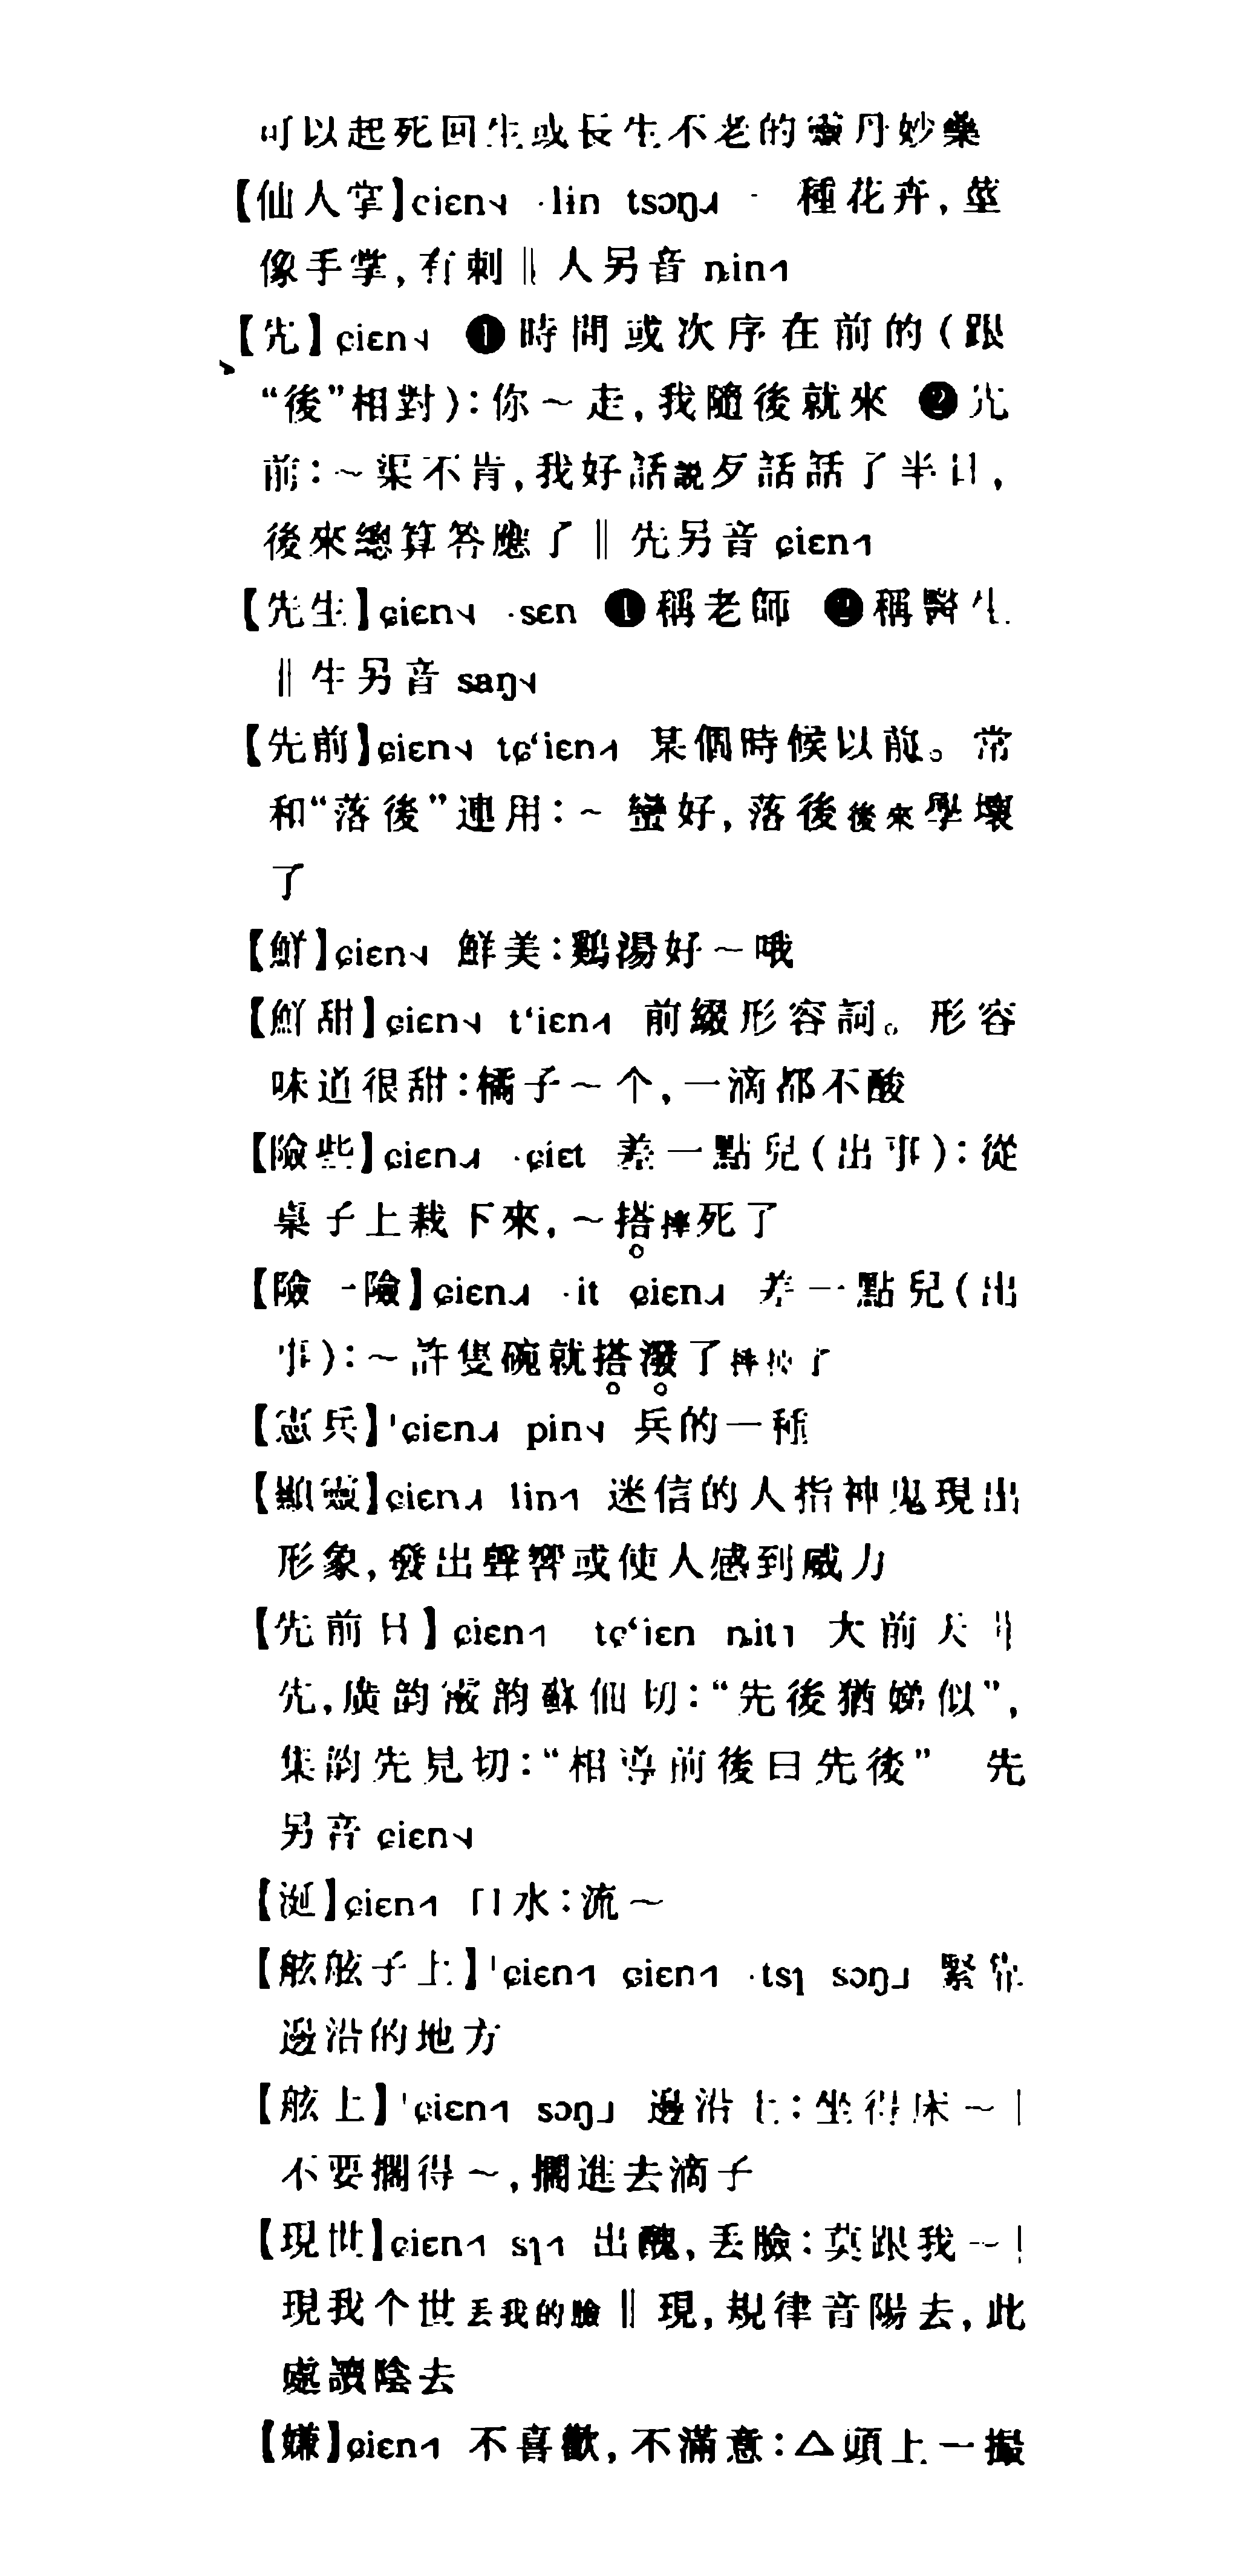 可以起死回生或長生不老的靈丹妙藥
【仙人掌】ɕiɛn˧˩ ·lin tsɔŋ˨˩˧ 一種花卉,莖
像手掌,有刺‖人另音 ȵin˧˥
【先】ɕiɛn˧˩ ❶時間或次序在前的(跟
“後”相對):你～走,我隨後就來 ❷先
前:～渠不肯,我好話説歹話話了半日,
後來總算答應了‖先另音 ɕiɛn˧˥
【先生】ɕiɛn˧˩ ·sɛn ❶稱老師 ❷稱醫生
‖生另音 saŋ˧˩
【先前】ɕiɛn˧˩ tɕ‘iɛn˧˥ 某個時候以前。常
和“落後”連用:～蠻好,落後後來學壞
了
【鮮】ɕiɛn˧˩ 鮮美:鷄湯好～哦
【鮮甜】ɕiɛn˧˩ t‘iɛn˧˥ 前綴形容詞。形容
味道很甜:橘子～个,一滴都不酸
【險些】ɕiɛn˨˩˧ ·ɕiɛt 差一點兒(出事):從
桌子上栽下來,～搭摔死了
【險一險】ɕiɛn˨˩˧ ·it ɕiɛn˨˩˧ 差一點兒(出
事):～許隻碗就搭潑了摔掉了
【憲兵】ˈɕiɛn˨˩˧ pin˧˩ 兵的一種
【顯靈】ɕiɛn˨˩˧ lin˧˥ 迷信的人指神鬼現出
形象,發出聲響或使人感到威力
【先前日】ɕiɛn˧˥ tɕ‘iɛn ȵit˥ 大前天‖
先,廣韵霰韵蘇佃切:“先後猶娣似”,
集韵先見切:“相導前後曰先後” 先
另音 ɕiɛn˧˩
【涎】ɕiɛn˧˥ 口水:流～
【舷舷子上】ˈɕiɛn˧˥ ɕiɛn˧˥ ·tsɿ sɔŋ˩ 緊靠
邊沿的地方
【舷上】ˈɕiɛn˧˥ sɔŋ˩ 邊沿上:坐得床～|
不要擱得～,擱進去滴子
【現世】ɕiɛn˧˥ sɿ˧˥ 出醜,丢臉:莫跟我～|
現我个世丢我的臉‖現,規律音陽去,此
處讀陰去
【嫌】ɕiɛn˧˥ 不喜歡,不滿意:△頭上一撮